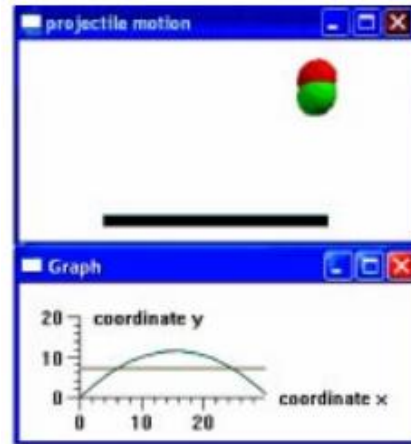 projectile motion
Graph
20
coordinate y
10
0
coordinate x
0 10 20